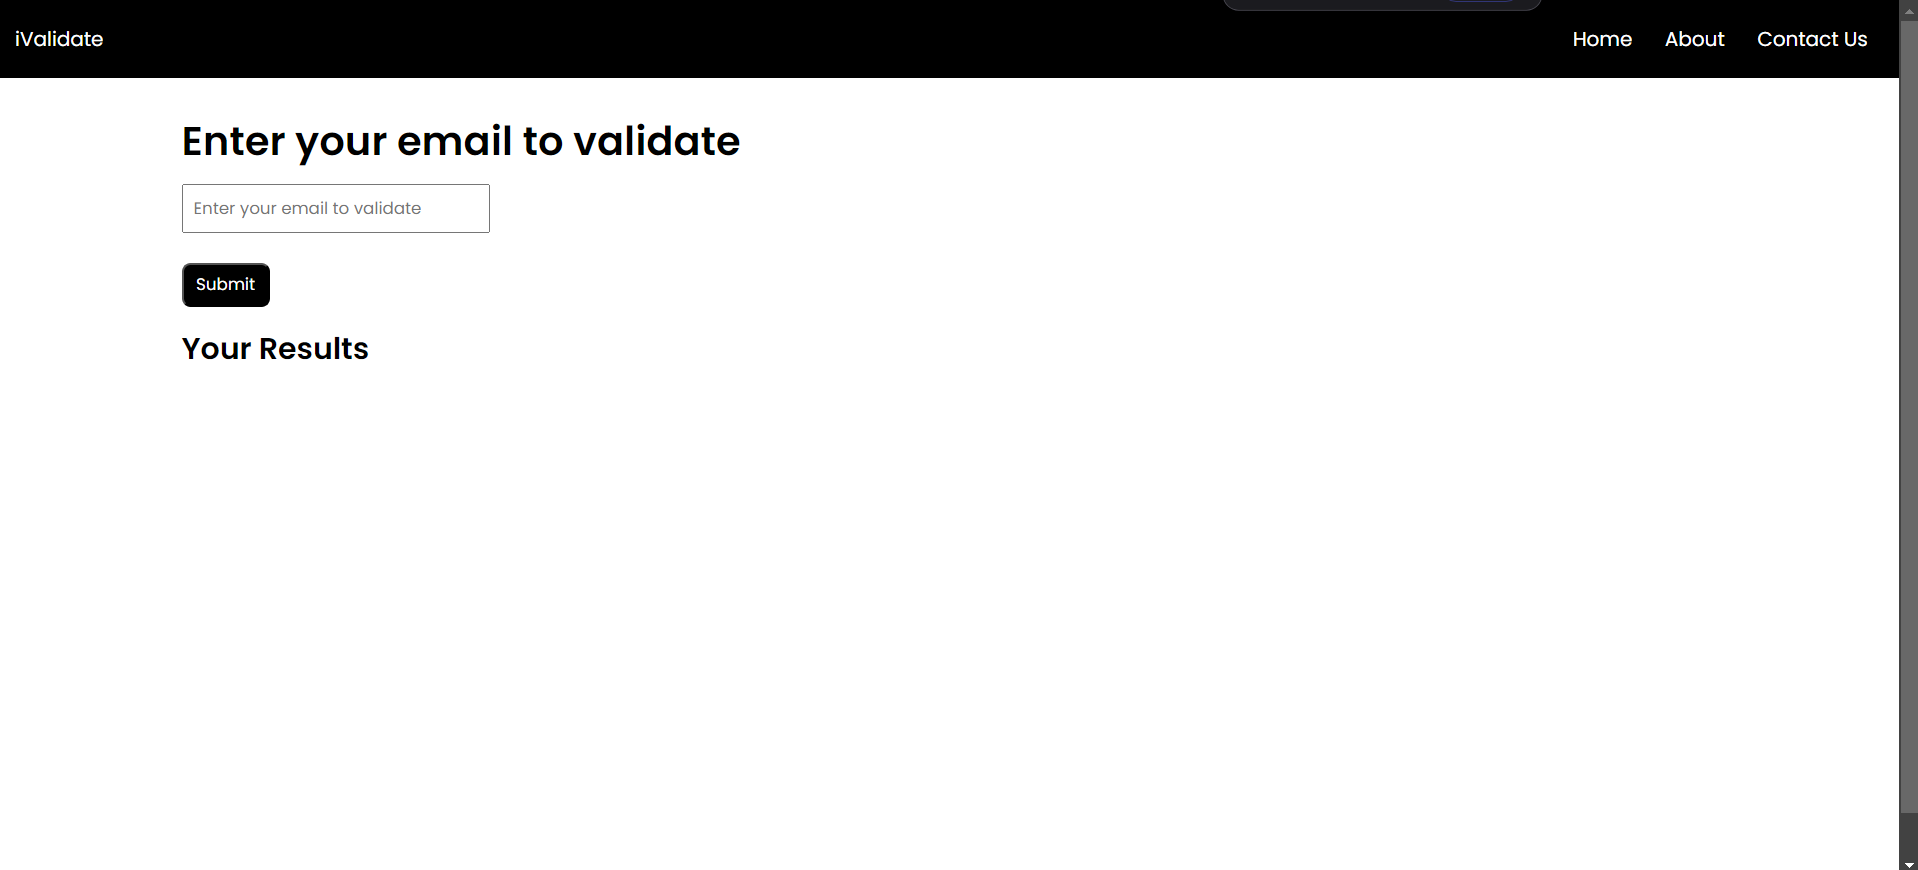 iValidate
Home About Contact Us
Enter your email to validate
Enter your email to validate
Submit
Your Results